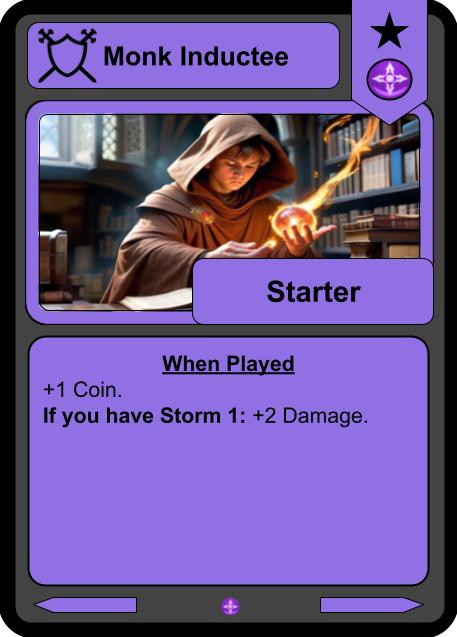 Monk Inductee
Starter
When Played
+1 Coin.
If you have Storm 1: +2 Damage.